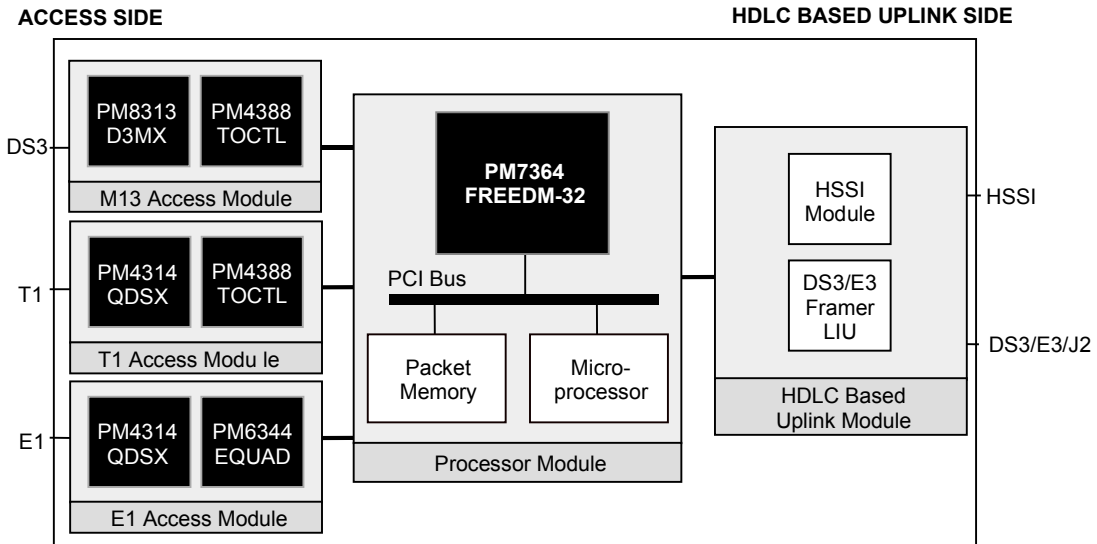 ACCESS SIDE
HDLC BASED UPLINK SIDE
DS3
PM8313
D3MX
PM4388
TOCTL
M13 Access Module
T1
PM4314
QDSX
PM4388
TOCTL
T1 Access Modu le
E1
PM4314
QDSX
PM6344
EQUAD
E1 Access Module
PM7364
FREEDM-32
PCI Bus
Packet
Memory
Micro-
processor
Processor Module
HSSI
Module
DS3/E3
Framer
LIU
HDLC Based
Uplink Module
HSSI
DS3/E3/J2